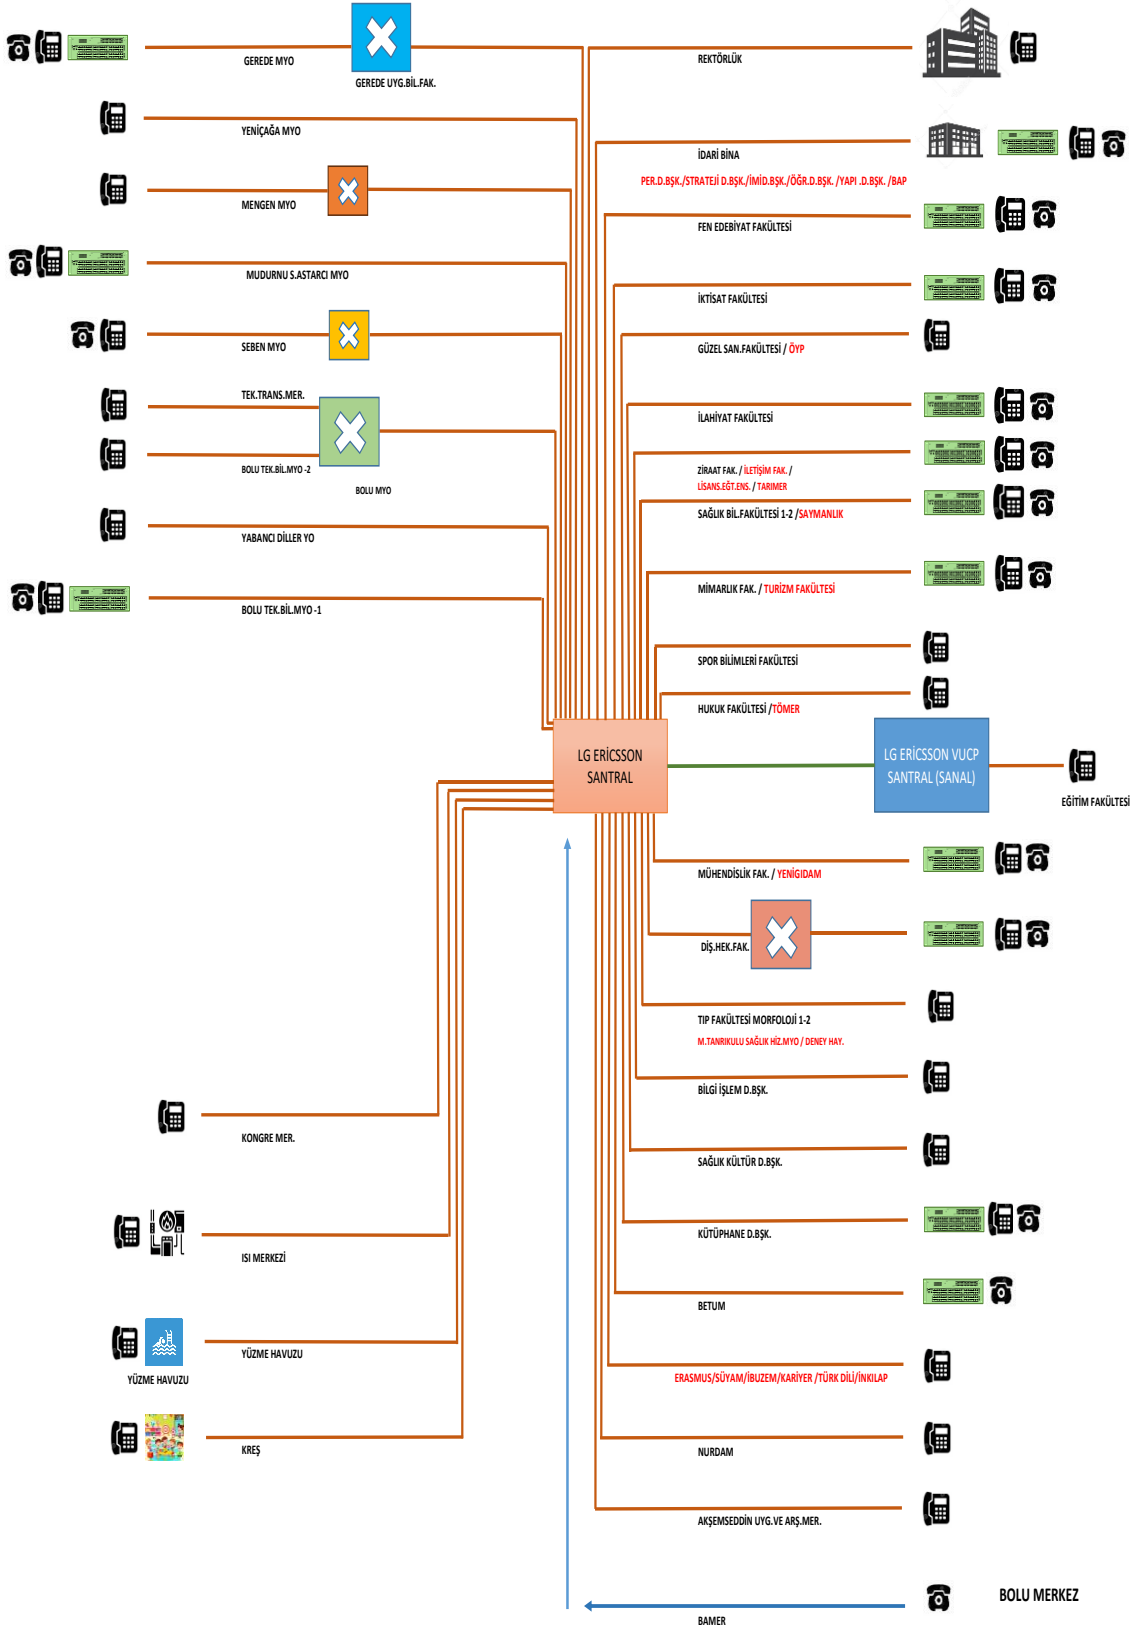 GEREDE MYO
GEREDE UYG.BİL.FAK.
YENİÇAĞA MYO
MENGEN MYO
MUDURNU S.ASTARCI MYO
SEBEN MYO
TEK.TRANS.MER.
BOLU TEK.BİL.MYO -2
BOLU MYO
YABANCI DİLLER YO
BOLU TEK.BİL.MYO -1
REKTÖRLÜK
İDARİ BİNA
PER.D.BŞK./STRATEJİ D.BŞK./İMİD.BŞK./ÖĞR.D.BŞK. /YAPI .D.BŞK. /BAP
FEN EDEBİYAT FAKÜLTESİ
İKTİSAT FAKÜLTESİ
GÜZEL SAN.FAKÜLTESİ / ÖYP
İLAHİYAT FAKÜLTESİ
ZİRAAT FAK. / İLETİŞİM FAK. /
LİSANS.EĞT.ENS. / TARIMER
SAĞLIK BİL.FAKÜLTESİ 1-2 /SAYMANLIK
MİMARLIK FAK. / TURİZM FAKÜLTESİ
SPOR BİLİMLERİ FAKÜLTESİ
HUKUK FAKÜLTESİ /TÖMER
LG ERİCSSON
SANTRAL
LG ERİCSSON VUCP
SANTRAL (SANAL)
EĞİTİM FAKÜLTESİ
MÜHENDİSLİK FAK. / YENİGIDAM
DİŞ.HEK.FAK.
TIP FAKÜLTESİ MORFOLOJİ 1-2
M.TANRIKULU SAĞLIK HİZ.MYO / DENEY HAY.
BİLGİ İŞLEM D.BŞK.
SAĞLIK KÜLTÜR D.BŞK.
KÜTÜPHANE D.BŞK.
BETUM
ERASMUS/SÜYAM/İBUZEM/KARİYER /TÜRK DİLİ/İNKILAP
NURDAM
AKŞEMSEDDİN UYG.VE ARŞ.MER.
KONGRE MER.
ISI MERKEZİ
YÜZME HAVUZU
YÜZME HAVUZU
KREŞ
BOLU MERKEZ
BAMER